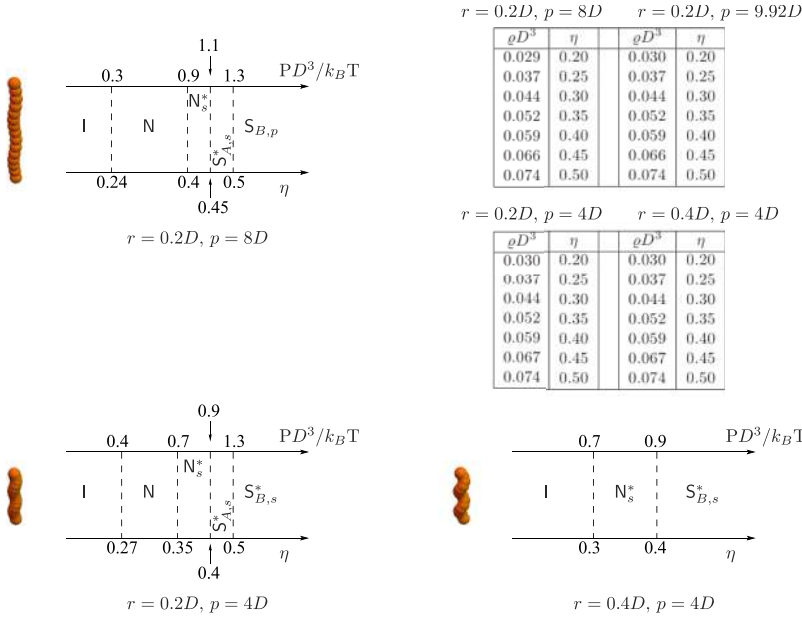 1.1
0.3 0.9 1.3 PD³/k_BT
N*_s
I N S*_{A,s} S_{B,p}
0.24 0.4 0.5 η
0.45
r = 0.2D, p = 8D
r = 0.2D, p = 8D r = 0.2D, p = 9.92D
ϱD³ η ϱD³ η
0.029 0.20 0.030 0.20
0.037 0.25 0.037 0.25
0.044 0.30 0.044 0.30
0.052 0.35 0.052 0.35
0.059 0.40 0.059 0.40
0.066 0.45 0.066 0.45
0.074 0.50 0.074 0.50
r = 0.2D, p = 4D r = 0.4D, p = 4D
ϱD³ η ϱD³ η
0.030 0.20 0.030 0.20
0.037 0.25 0.037 0.25
0.044 0.30 0.044 0.30
0.052 0.35 0.052 0.35
0.059 0.40 0.059 0.40
0.067 0.45 0.067 0.45
0.074 0.50 0.074 0.50
0.9
0.4 0.7 1.3 PD³/k_BT
N*_s
I N S*_{A,s} S*_{B,s}
0.27 0.35 0.5 η
0.4
r = 0.2D, p = 4D
0.7 0.9 PD³/k_BT
I N*_s S*_{B,s}
0.3 0.4 η
r = 0.4D, p = 4D